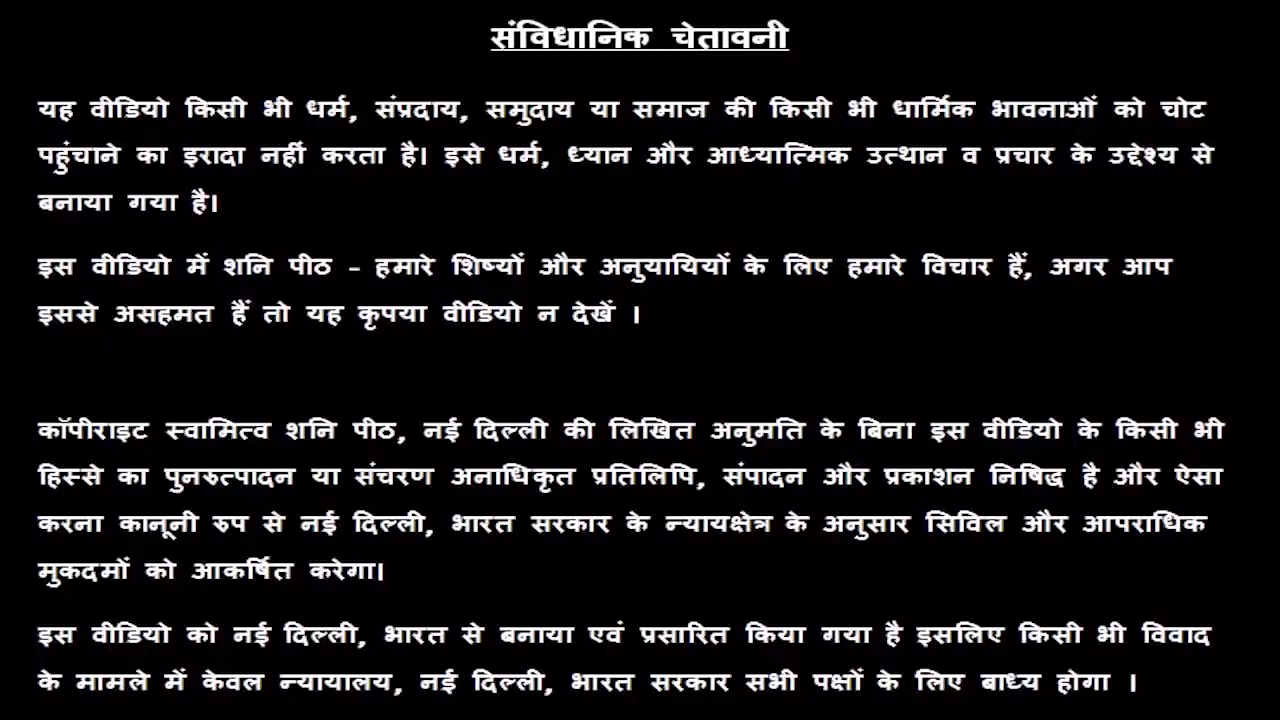 संविधानिक चेतावनी
यह वीडियो किसी भी धर्म, संप्रदाय, समुदाय या समाज की किसी भी धार्मिक भावनाओं को चोट
पहुंचाने का इरादा नहीं करता है। इसे धर्म, ध्यान और आध्यात्मिक उत्थान व प्रचार के उद्देश्य से
बनाया गया है।
इस वीडियो में शनि पीठ – हमारे शिष्यों और अनुयायियों के लिए हमारे विचार हैं, अगर आप
इससे असहमत हैं तो यह कृपया वीडियो न देखें ।
कॉपीराइट स्वामित्व शनि पीठ, नई दिल्ली की लिखित अनुमति के बिना इस वीडियो के किसी भी
हिस्से का पुनरुत्पादन या संचरण अनाधिकृत प्रतिलिपि, संपादन और प्रकाशन निषिद्ध है और ऐसा
करना कानूनी रुप से नई दिल्ली, भारत सरकार के न्यायक्षेत्र के अनुसार सिविल और आपराधिक
मुकदमों को आकर्षित करेगा।
इस वीडियो को नई दिल्ली, भारत से बनाया एवं प्रसारित किया गया है इसलिए किसी भी विवाद
के मामले में केवल न्यायालय, नई दिल्ली, भारत सरकार सभी पक्षों के लिए बाध्य होगा ।